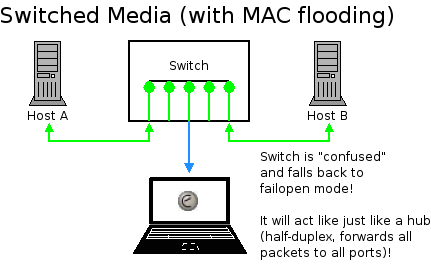 Switched Media (with MAC flooding)
Switch
Host A
Host B
Switch is "confused"
and falls back to
failopen mode!
It will act like just like a hub
(half-duplex, forwards all
packets to all ports)!